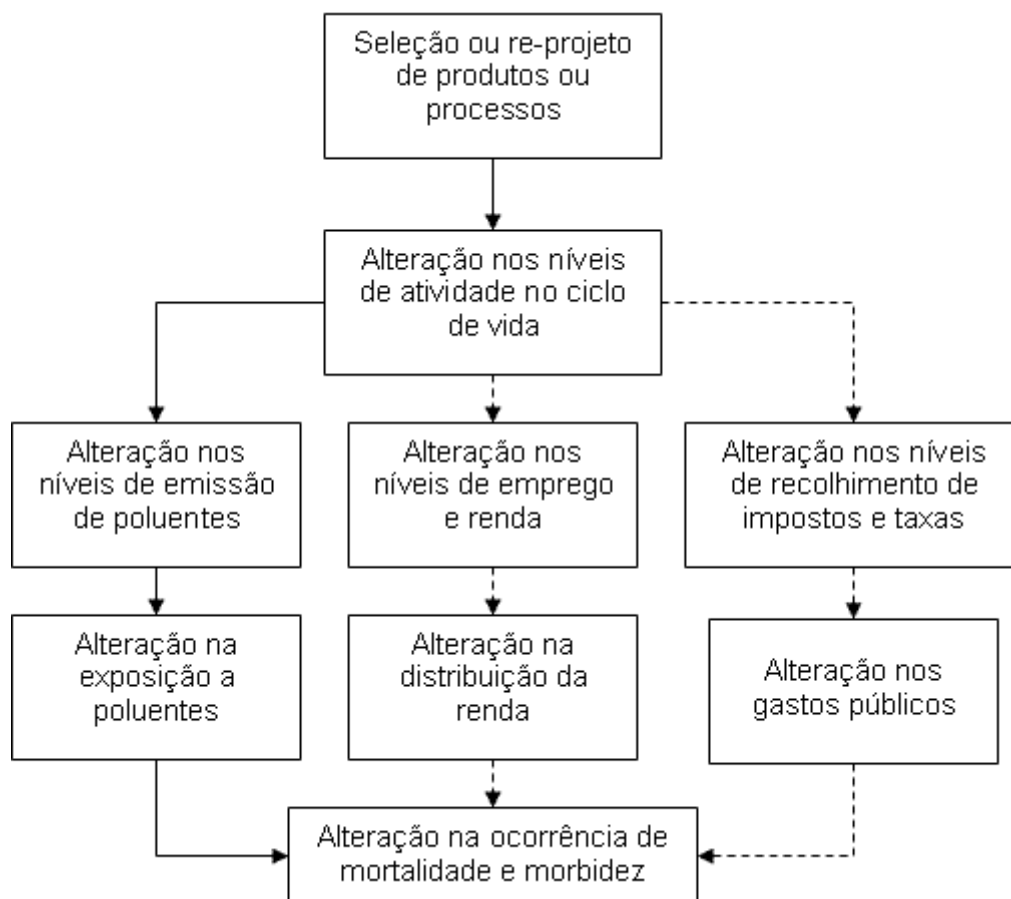 Seleção ou re-projeto
de produtos ou
processos
Alteração nos níveis
de atividade no ciclo
de vida
Alteração nos
níveis de emissão
de poluentes
Alteração nos
níveis de emprego
e renda
Alteração nos níveis
de recolhimento de
impostos e taxas
Alteração na
exposição a
poluentes
Alteração na
distribuição da
renda
Alteração nos
gastos públicos
Alteração na ocorrência de
mortalidade e morbidez